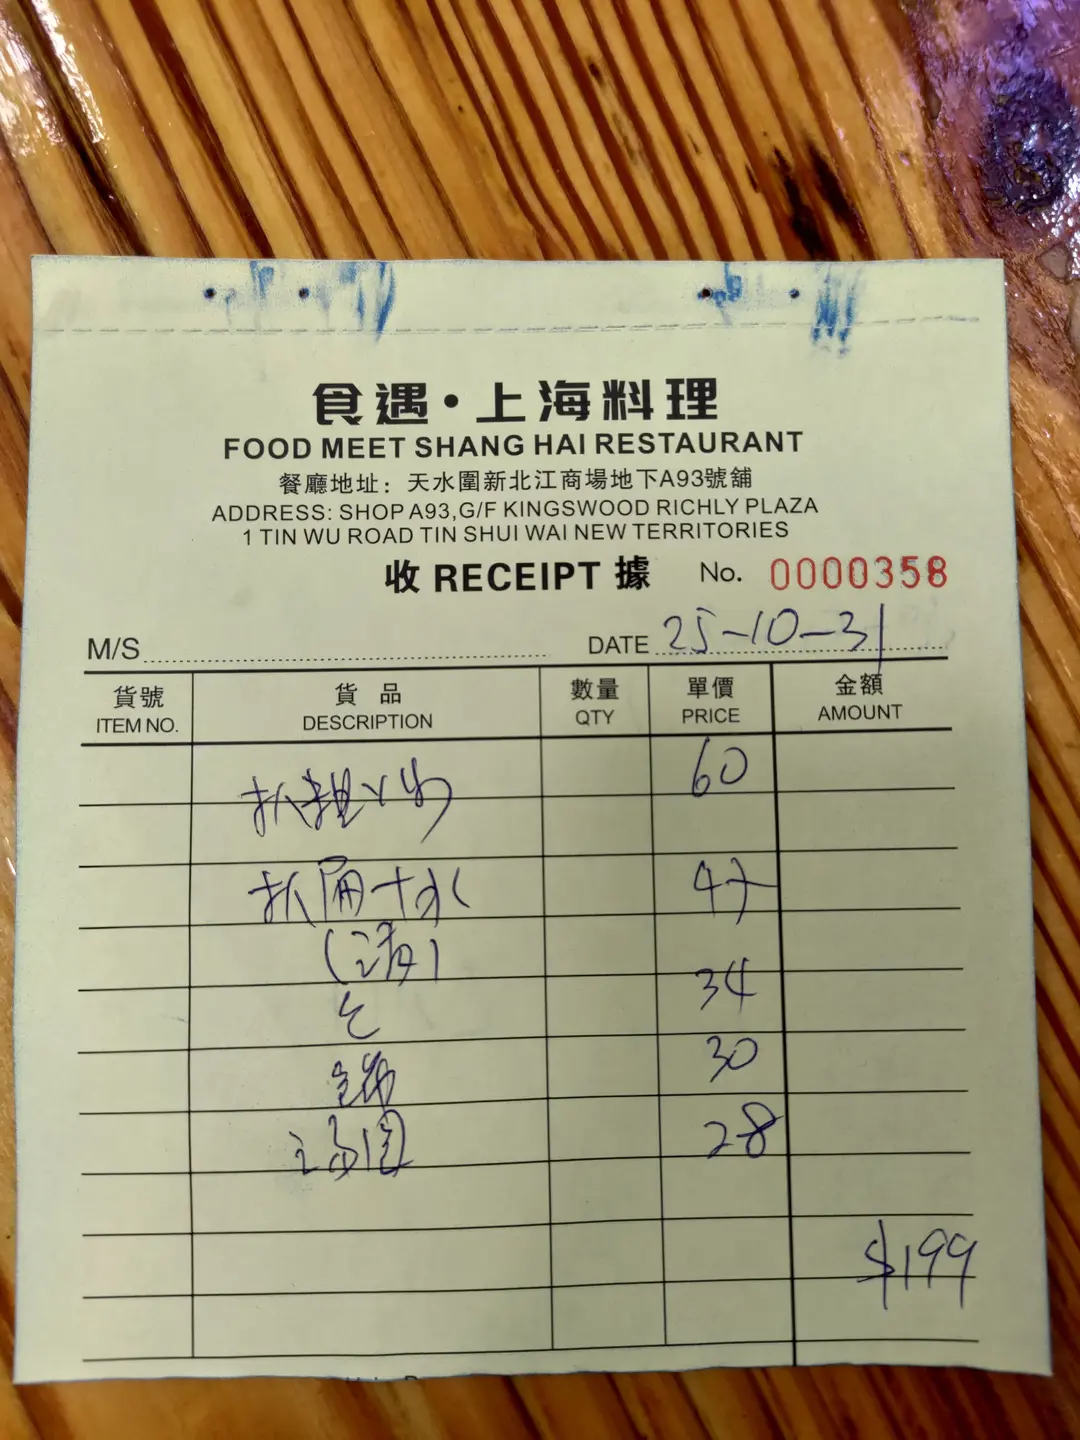 食遇·上海料理
FOOD MEET SHANG HAI RESTAURANT
餐廳地址：天水圍新北江商場地下A93號舖
ADDRESS: SHOP A93,G/F KINGSWOOD RICHLY PLAZA
1 TIN WU ROAD TIN SHUI WAI NEW TERRITORIES
收 RECEIPT 據 No. 0000358
M/S DATE 25-10-31
貨號 貨品 數量 單價 金額
ITEM NO. DESCRIPTION QTY PRICE AMOUNT
60
47
34
30
28
$199